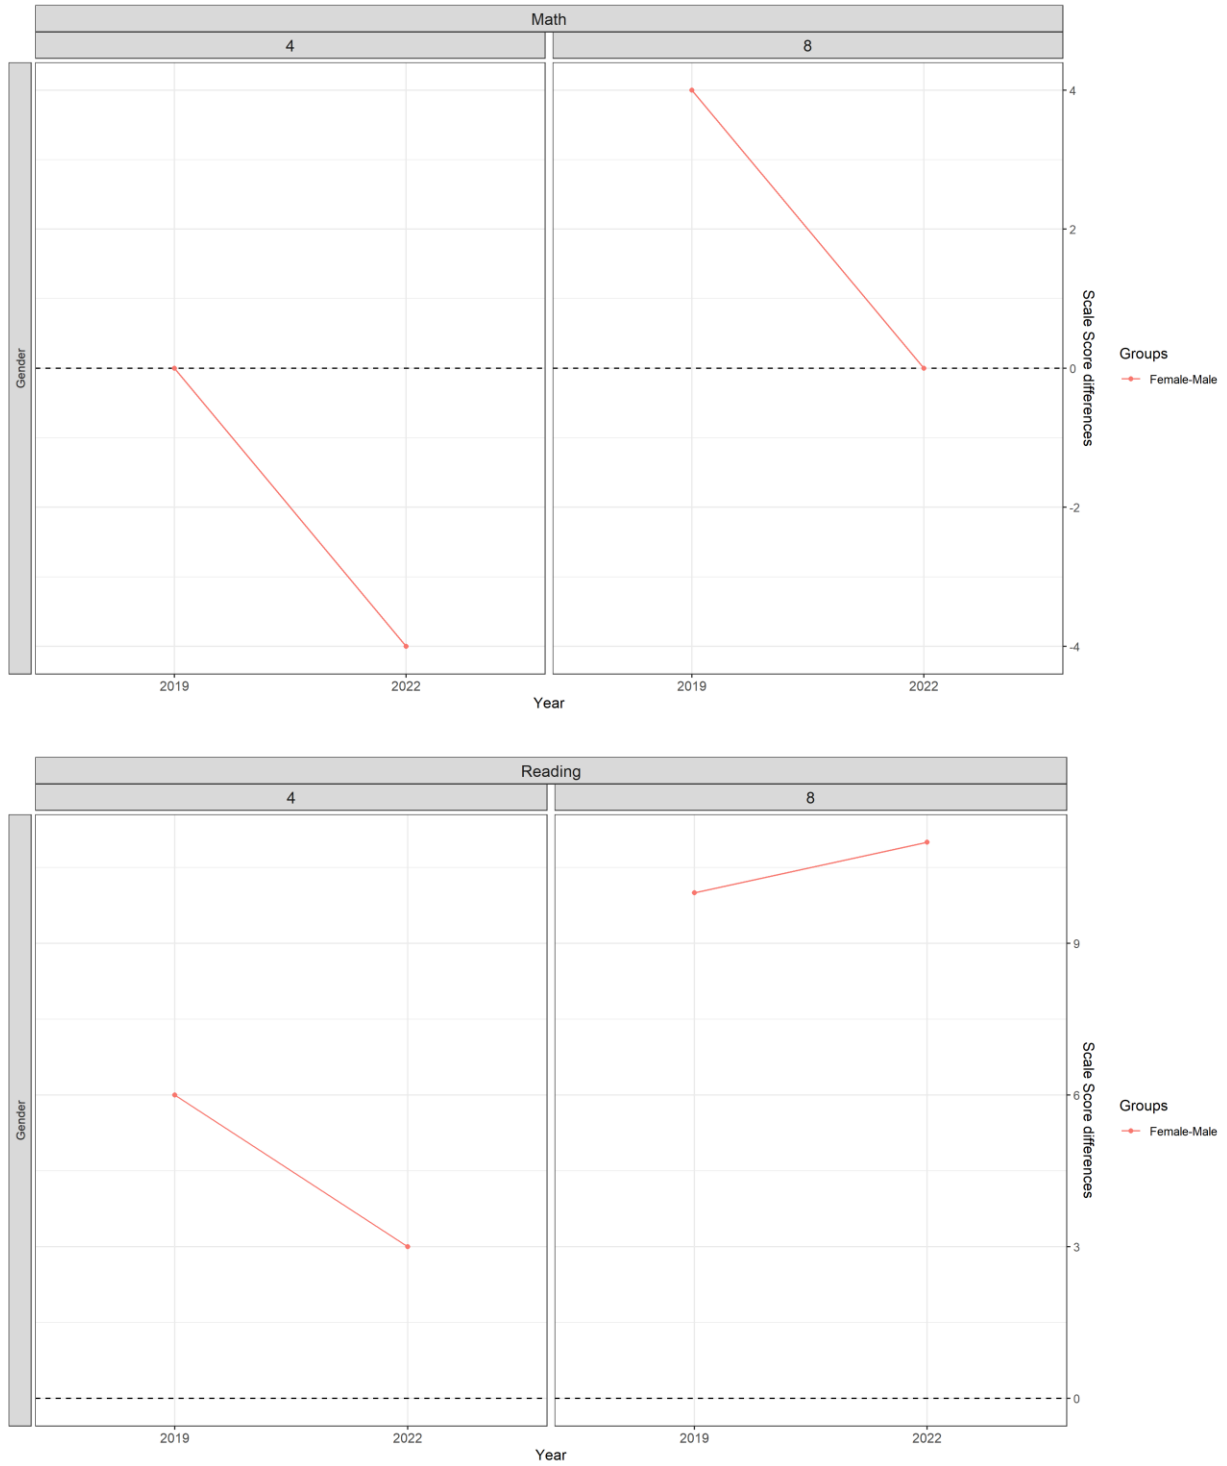 Math
4 8
Gender
4
2
0
-2
-4
Scale Score differences
Groups
Female-Male
2019 2022 2019 2022
Year
Reading
4 8
Gender
9
6
3
0
Scale Score differences
Groups
Female-Male
2019 2022 2019 2022
Year